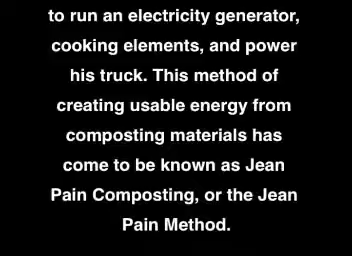 to run an electricity generator,
cooking elements, and power
his truck. This method of
creating usable energy from
composting materials has
come to be known as Jean
Pain Composting, or the Jean
Pain Method.